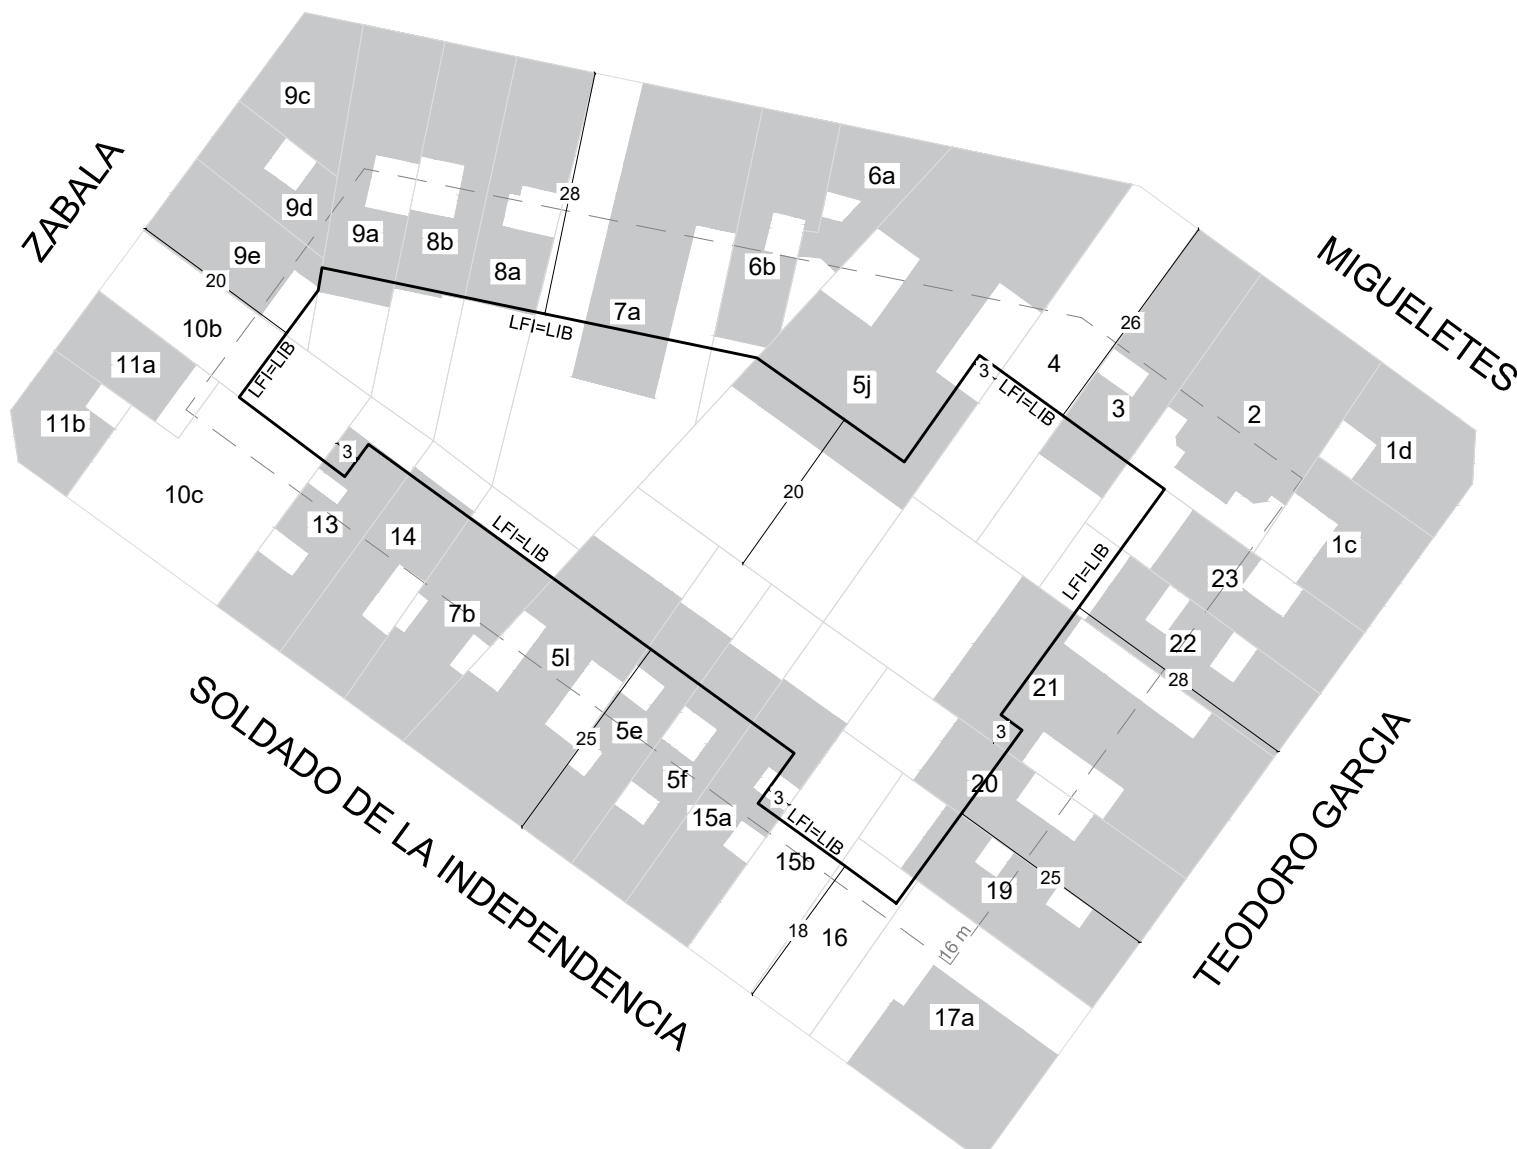 9c
6a
ZABALA
28
9d
9a
8b
6b
8a
9e
20
MIGUELETES
7a
LFI=LIB
26
10b
4
11a
LFI=LIB
3
LFI=LIB
5j
3
2
11b
1d
3
10c
20
13
14
LFI=LIB
1c
LFI=LIB
23
7b
22
5l
28
21
SOLDADO DE LA INDEPENDENCIA
5e
25
3
5f
20
TEODORO GARCIA
3
15a
LFI=LIB
15b
25
19
18
16
16 m
17a